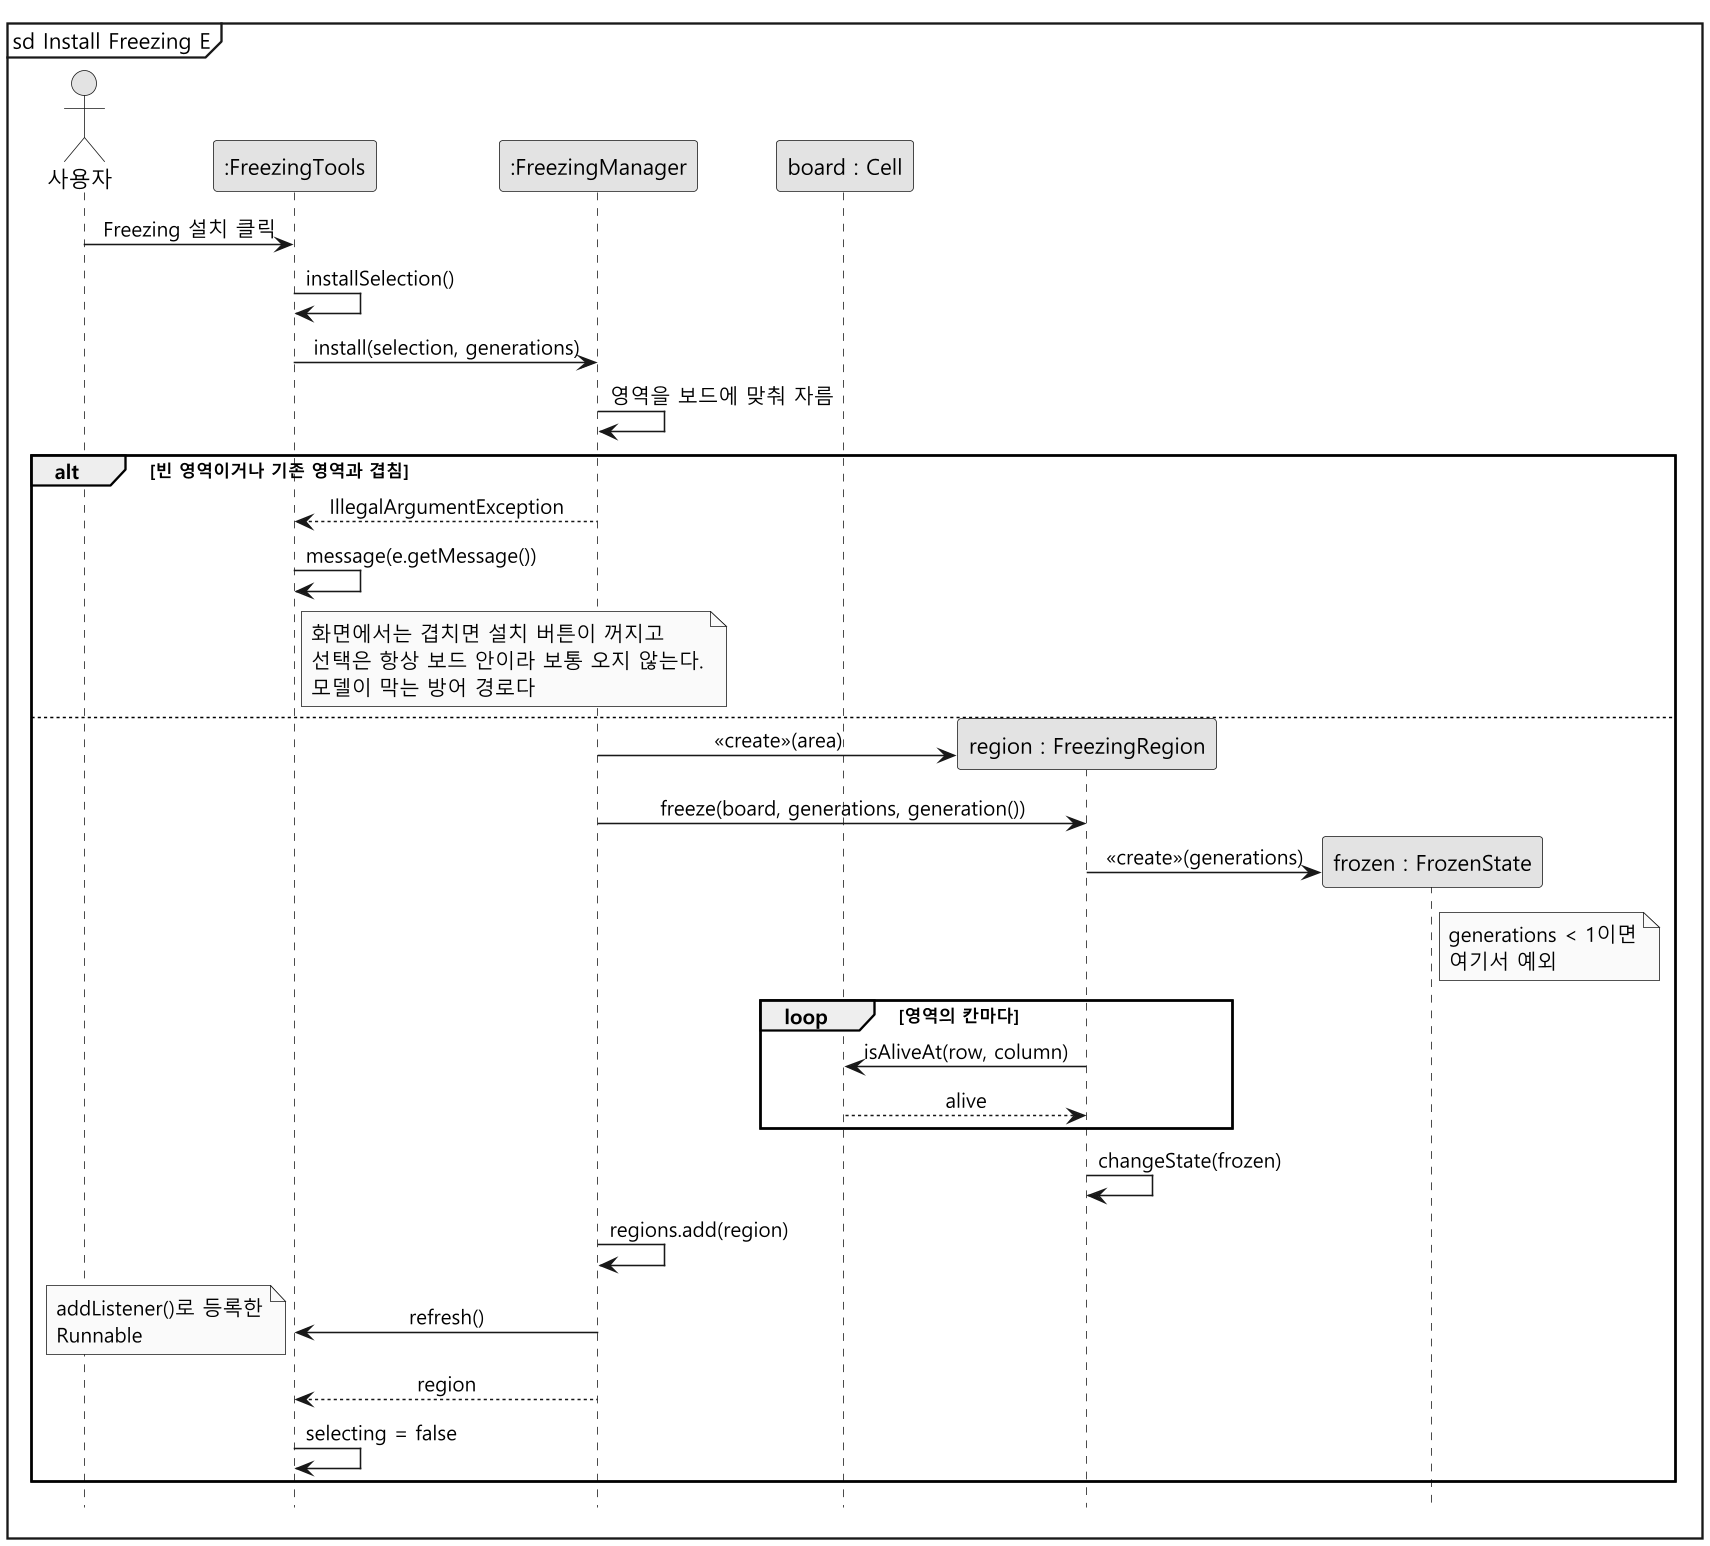 sd Install Freezing E
사용자
:FreezingTools
:FreezingManager
board : Cell
Freezing 설치 클릭
installSelection()
install(selection, generations)
영역을 보드에 맞춰 자름
alt
[빈 영역이거나 기존 영역과 겹침]
IllegalArgumentException
message(e.getMessage())
화면에서는 겹치면 설치 버튼이 꺼지고
선택은 항상 보드 안이라 보통 오지 않는다.
모델이 막는 방어 경로다
«create»(area)
region : FreezingRegion
freeze(board, generations, generation())
«create»(generations)
frozen : FrozenState
generations < 1이면
여기서 예외
loop
[영역의 칸마다]
isAliveAt(row, column)
alive
changeState(frozen)
regions.add(region)
addListener()로 등록한
Runnable
refresh()
region
selecting = false